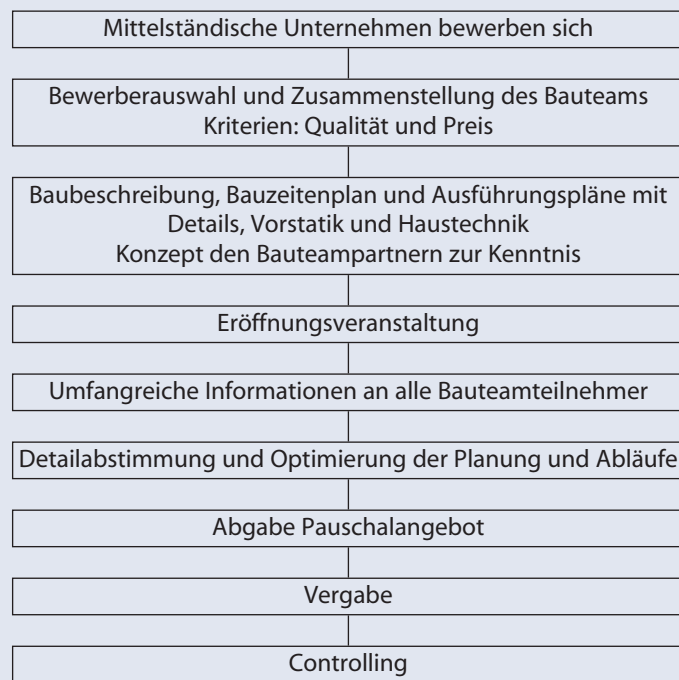 Mittelständische Unternehmen bewerben sich
Bewerberauswahl und Zusammenstellung des Bauteams
Kriterien: Qualität und Preis
Baubeschreibung, Bauzeitenplan und Ausführungspläne mit
Details, Vorstatik und Haustechnik
Konzept den Bauteampartnern zur Kenntnis
Eröffnungsveranstaltung
Umfangreiche Informationen an alle Bauteamteilnehmer
Detailabstimmung und Optimierung der Planung und Abläufe
Abgabe Pauschalangebot
Vergabe
Controlling